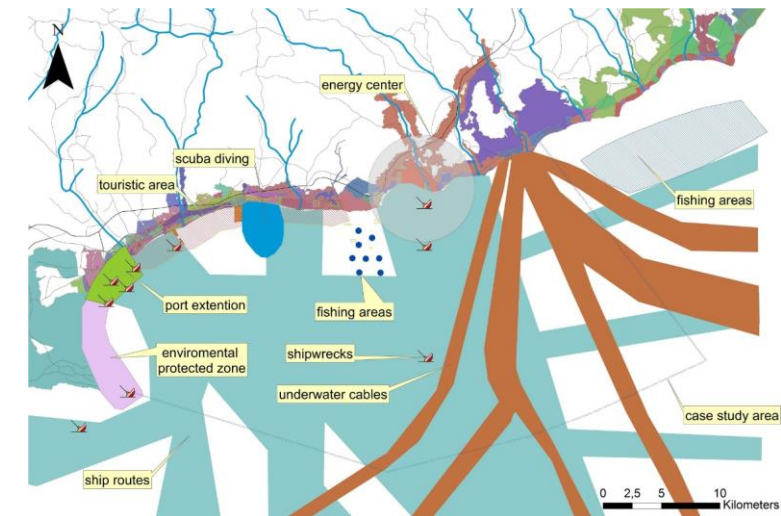 N
energy center
scuba diving
touristic area
fishing areas
port extention
fishing areas
enviromental
protected zone
shipwrecks
underwater cables
case study area
ship routes
0 2,5 5 10
Kilometers